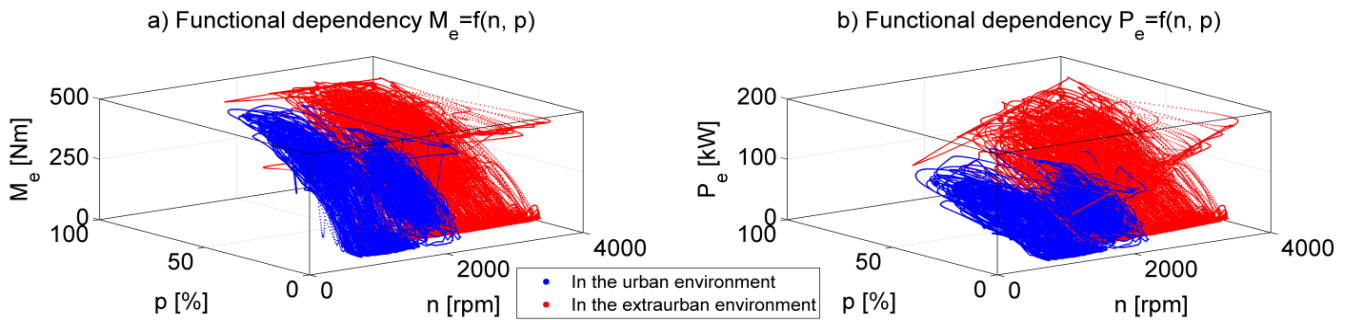 a) Functional dependency M_e=f(n, p)
500
250
0
M_e [Nm]
100
50
0
p [%]
0
2000
4000
n [rpm]
b) Functional dependency P_e=f(n, p)
200
100
0
P_e [kW]
100
50
0
p [%]
0
2000
4000
n [rpm]
In the urban environment
In the extraurban environment